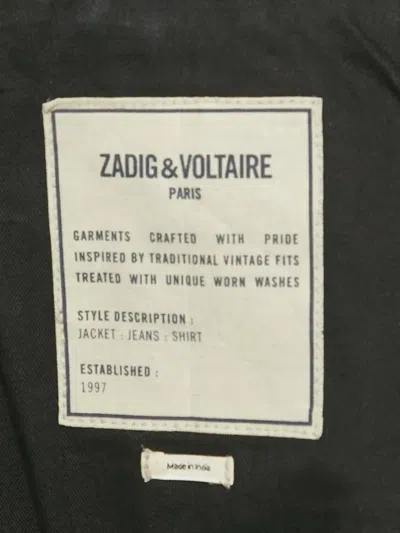 ZADIG & VOLTAIRE
PARIS
GARMENTS CRAFTED WITH PRIDE
INSPIRED BY TRADITIONAL VINTAGE FITS
TREATED WITH UNIQUE WORN WASHES
STYLE DESCRIPTION :
JACKET : JEANS : SHIRT
ESTABLISHED :
1997
Made in India